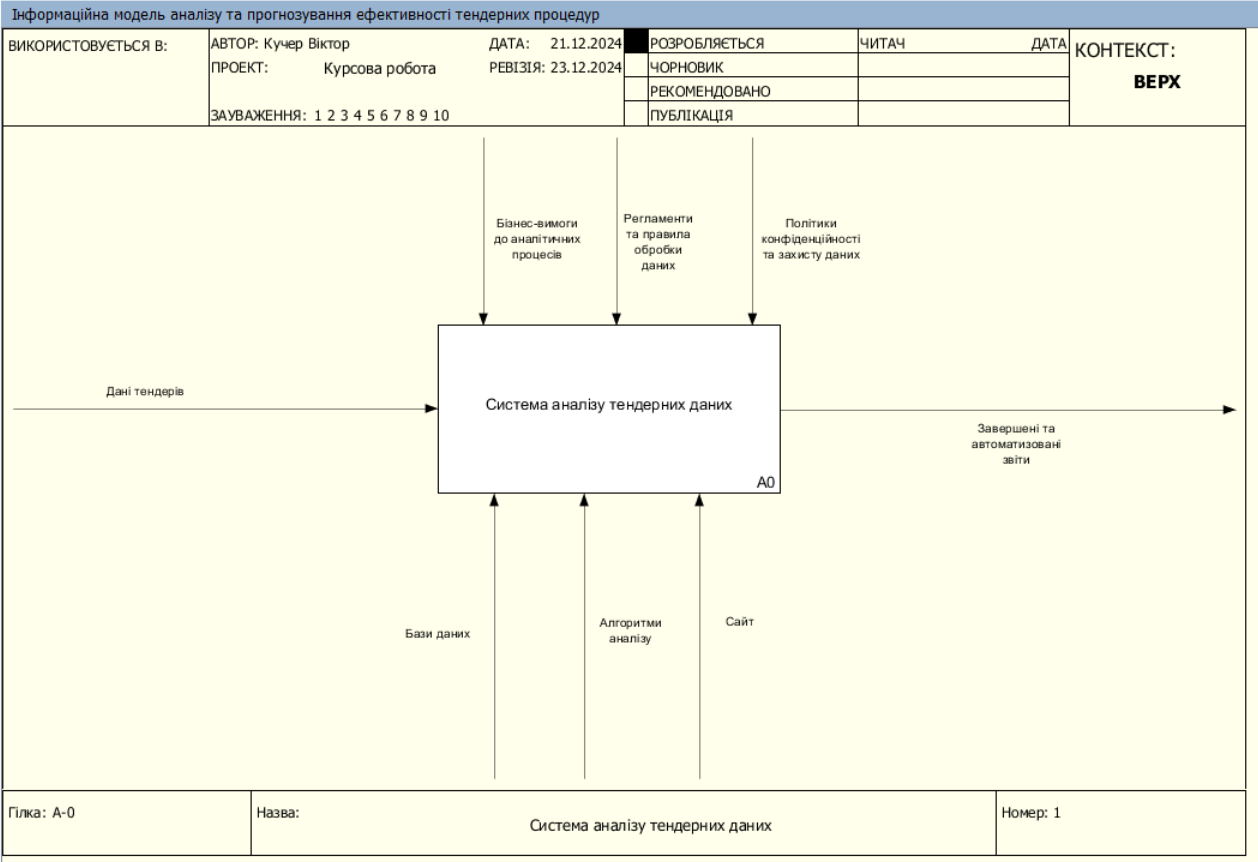 Інформаційна модель аналізу та прогнозування ефективності тендерних процедур
ВИКОРИСТОВУЄТЬСЯ В:
АВТОР: Кучер Віктор
ДАТА: 21.12.2024
ПРОЕКТ: Курсова робота
РЕВІЗІЯ: 23.12.2024
ЗАУВАЖЕННЯ: 1 2 3 4 5 6 7 8 9 10
РОЗРОБЛЯЄТЬСЯ
ЧОРНОВИК
РЕКОМЕНДОВАНО
ПУБЛІКАЦІЯ
ЧИТАЧ
ДАТА
КОНТЕКСТ:
ВЕРХ
Бізнес-вимоги
до аналітичних
процесів
Регламенти
та правила
обробки
даних
Політики
конфіденційності
та захисту даних
Дані тендерів
Система аналізу тендерних даних
A0
Завершені та
автоматизовані
звіти
Бази даних
Алгоритми
аналізу
Сайт
Гілка: A-0
Назва:
Система аналізу тендерних даних
Номер: 1